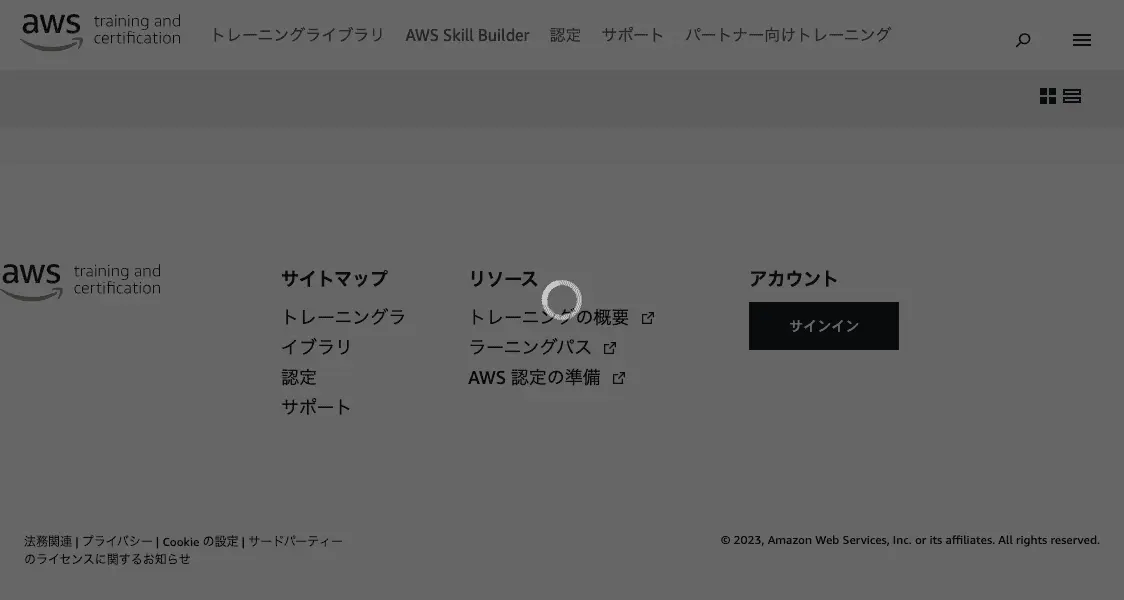 aws training and
certification
トレーニングライブラリ AWS Skill Builder 認定 サポート パートナー向けトレーニング
aws training and
certification
サイトマップ
トレーニングラ
イブラリ
認定
サポート
リソース
トレーニングの概要
ラーニングパス
AWS 認定の準備
アカウント
サインイン
法務関連 | プライバシー | Cookie の設定 | サードパーティー
のライセンスに関するお知らせ
© 2023, Amazon Web Services, Inc. or its affiliates. All rights reserved.